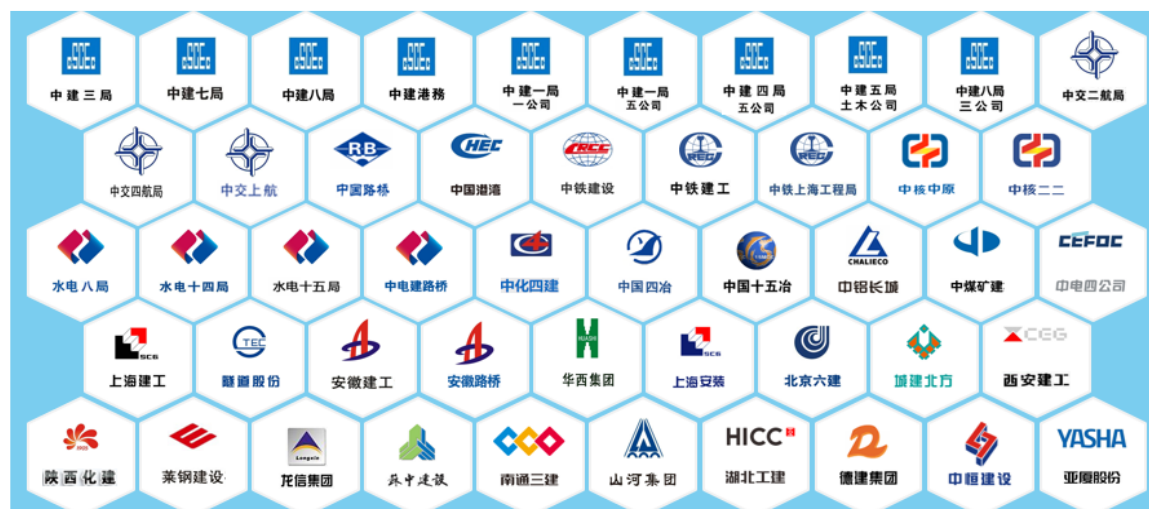 中建三局
中建七局
中建八局
中建港務
中建一局
一公司
中建一局
五公司
中建四局
五公司
中建五局
土木公司
中建八局
三公司
中交二航局
中交四航局
中交上航
RB
中国路桥
CHEC
中国港湾
CRCC
中铁建设
CREC
中铁建工
CREC
中铁上海工程局
中核中原
中核二二
水电八局
水电十四局
水电十五局
中电建路桥
4
中化四建
中国四冶
中国十五冶
CHALIECO
中铝长城
中煤矿建
CEFOC
中电四公司
SCG
上海建工
STEC
隧道股份
安徽建工
安徽路桥
HUASHI
华西集团
SCG
上海安装
北京六建
城建北方
CEG
西安建工
陕西化建
莱钢建设
Longxin
龙信集团
苏中建设
南通三建
山河集团
HICC
湖北工建
德建集团
中恒建设
YASHA
亚厦股份